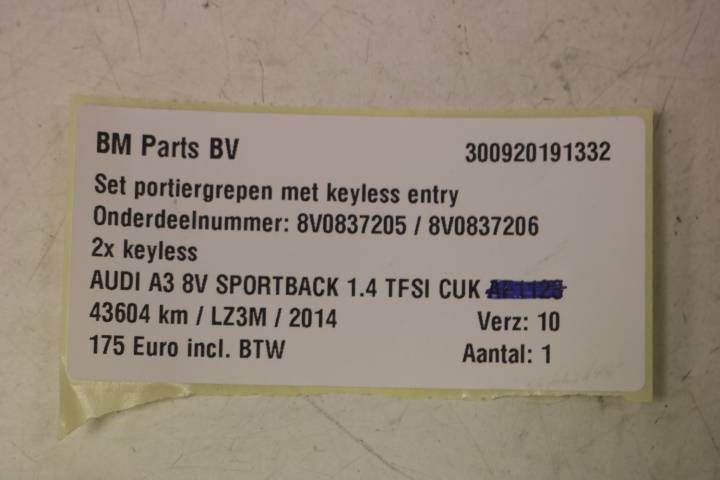 BM Parts BV 300920191332
Set portiergrepen met keyless entry
Onderdeelnummer: 8V0837205 / 8V0837206
2x keyless
AUDI A3 8V SPORTBACK 1.4 TFSI CUK
43604 km / LZ3M / 2014 Verz: 10
175 Euro incl. BTW Aantal: 1